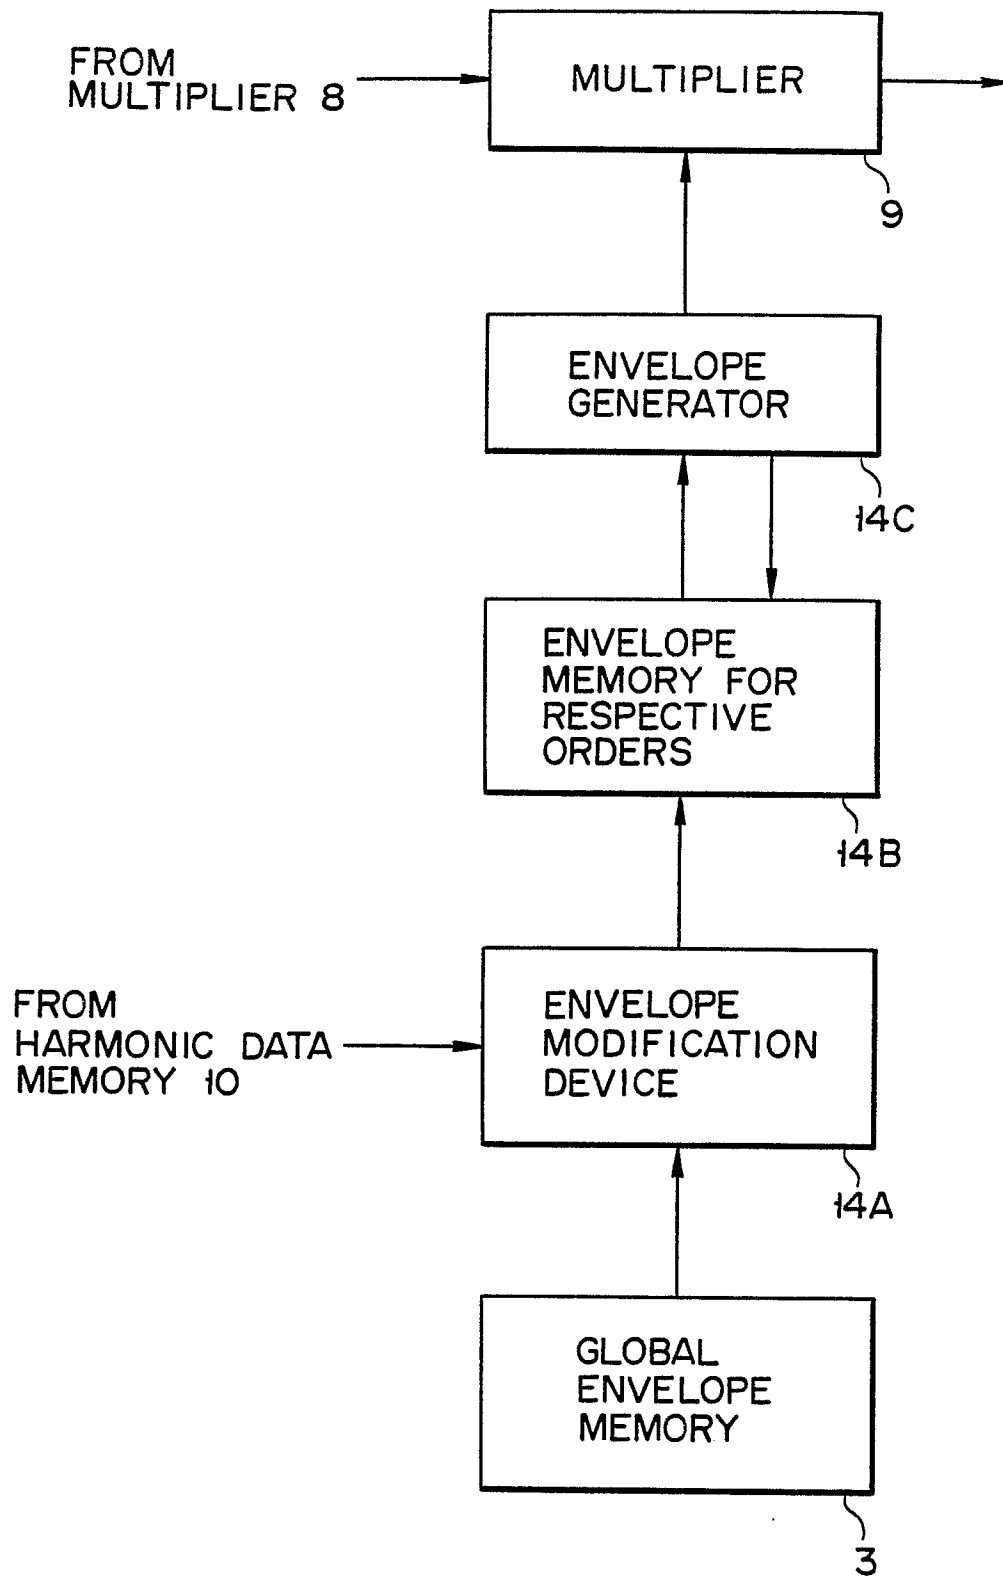 FROM
MULTIPLIER 8
MULTIPLIER
9
ENVELOPE
GENERATOR
14C
ENVELOPE
MEMORY FOR
RESPECTIVE
ORDERS
14B
FROM
HARMONIC DATA
MEMORY 10
ENVELOPE
MODIFICATION
DEVICE
14A
GLOBAL
ENVELOPE
MEMORY
3